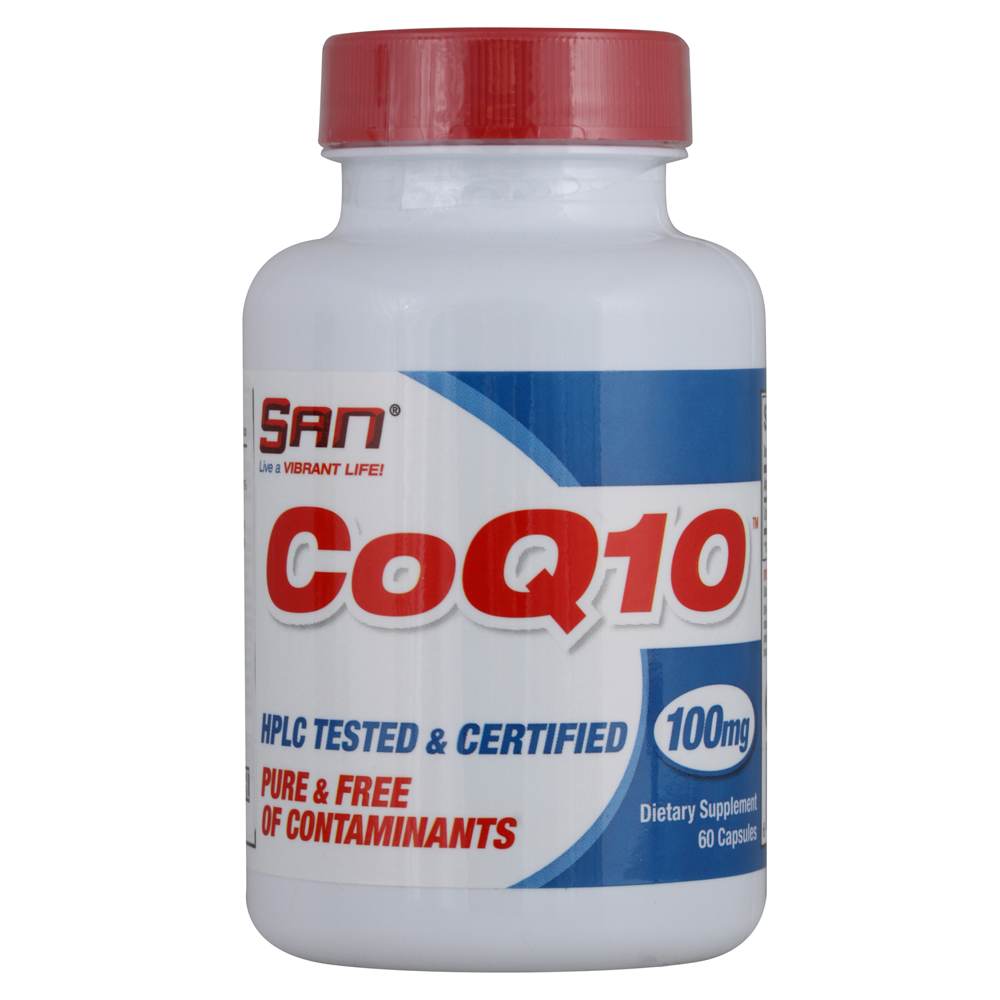 SAN®
Live a VIBRANT LIFE!
CoQ10™
HPLC TESTED & CERTIFIED
100mg
PURE & FREE
OF CONTAMINANTS
Dietary Supplement
60 Capsules